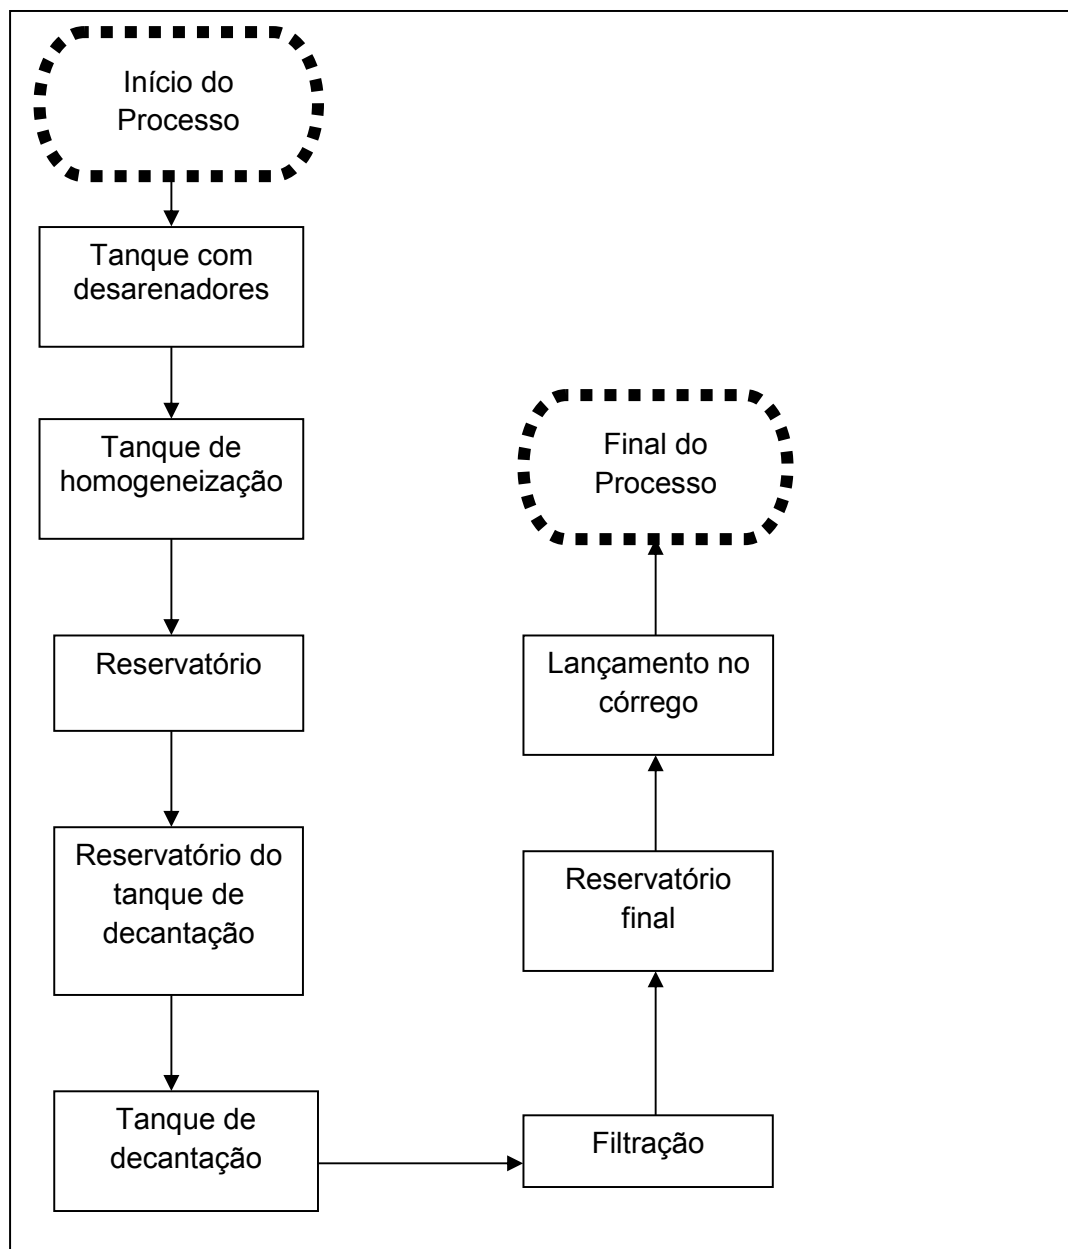 Início do
Processo
Tanque com
desarenadores
Tanque de
homogeneização
Reservatório
Reservatório do
tanque de
decantação
Tanque de
decantação
Filtração
Reservatório
final
Lançamento no
córrego
Final do
Processo